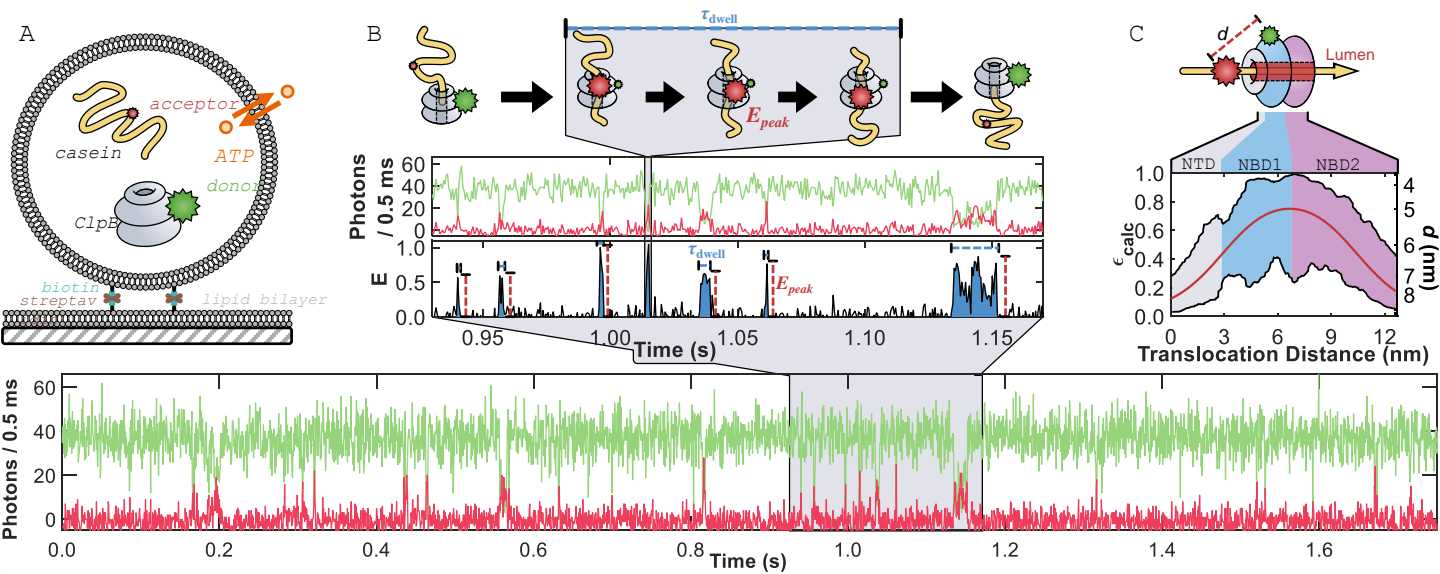 A
acceptor
casein
ATP
donor
ClpB
biotin
streptav
lipid bilayer
B
τdwell
Epeak
Photons
/ 0.5 ms
60
40
20
0
E
1.0
0.5
0.0
τdwell
Epeak
0.95
1.00
1.05
1.10
1.15
Time (s)
C
d
Lumen
NTD
NBD1
NBD2
ϵcalc
1.0
0.8
0.6
0.4
0.2
0.0
4
5
6
7
8
d (nm)
0
3
6
9
12
Translocation Distance (nm)
Photons / 0.5 ms
60
40
20
0
0.0
0.2
0.4
0.6
0.8
1.0
1.2
1.4
1.6
Time (s)